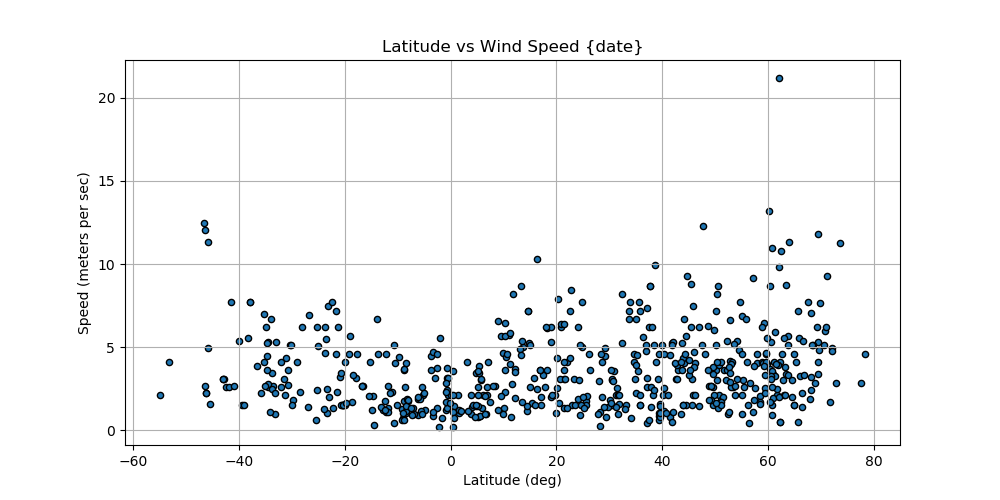 Latitude vs Wind Speed {date}
20
15
10
5
0
Speed (meters per sec)
−60 −40 −20 0 20 40 60 80
Latitude (deg)